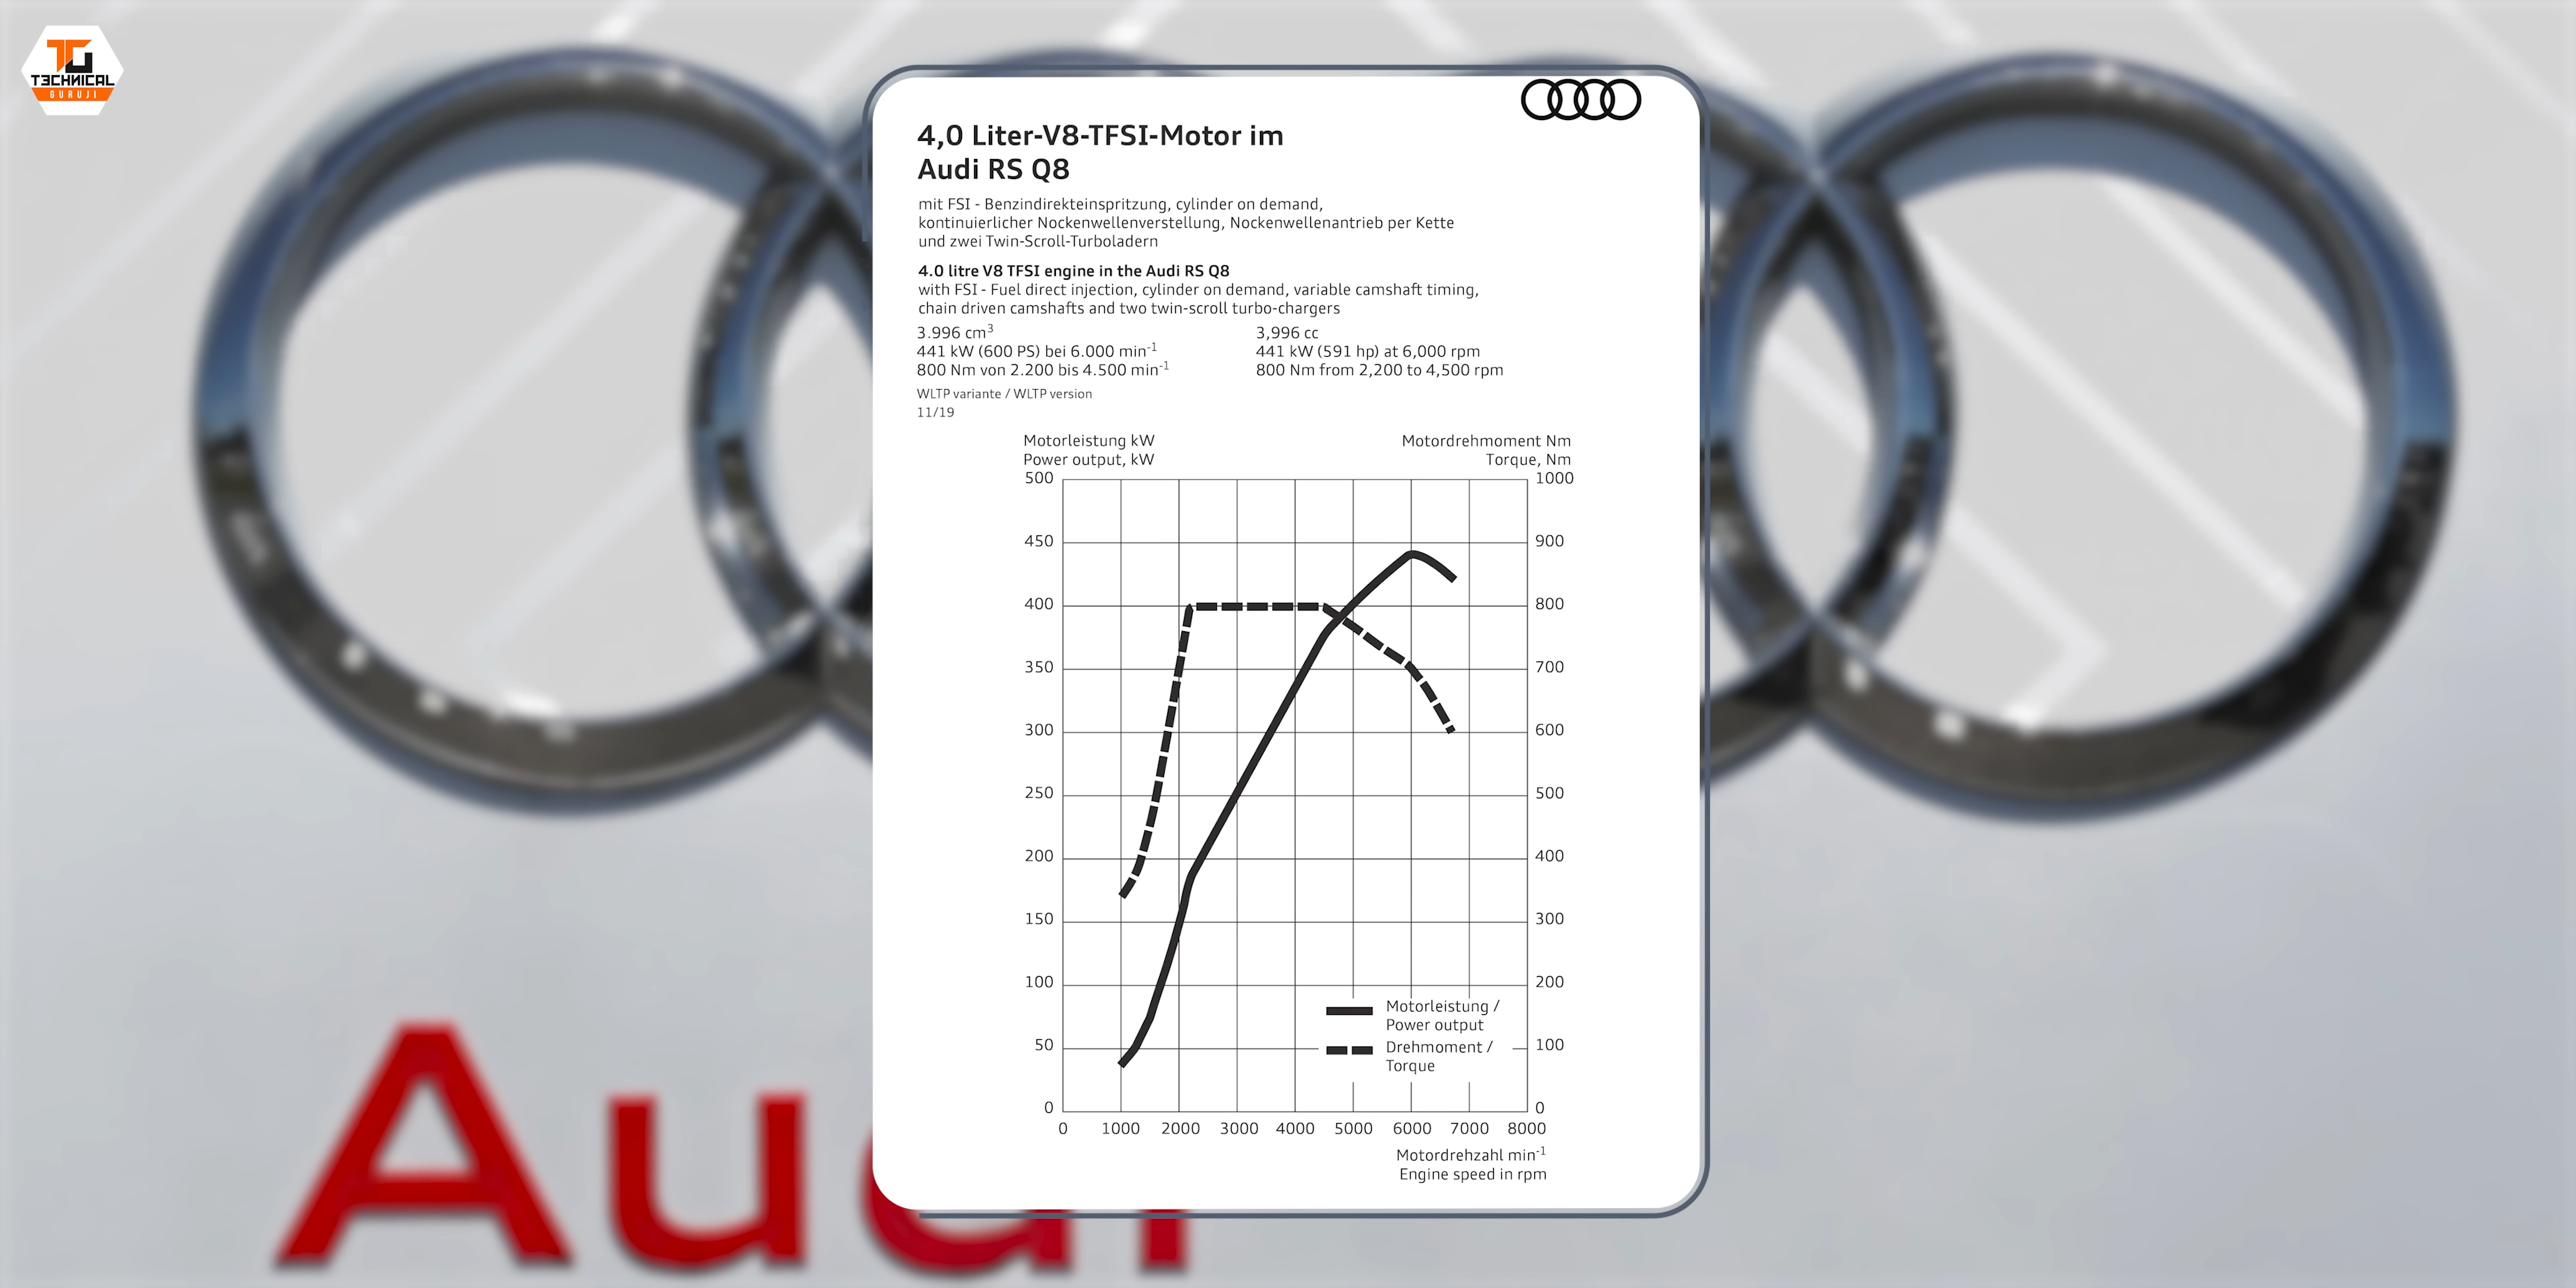 TG
TECHNICAL
GURUJI
4,0 Liter-V8-TFSI-Motor im
Audi RS Q8
mit FSI - Benzindirekteinspritzung, cylinder on demand,
kontinuierlicher Nockenwellenverstellung, Nockenwellenantrieb per Kette
und zwei Twin-Scroll-Turboladern
4.0 litre V8 TFSI engine in the Audi RS Q8
with FSI - Fuel direct injection, cylinder on demand, variable camshaft timing,
chain driven camshafts and two twin-scroll turbo-chargers
3.996 cm³ 3,996 cc
441 kW (600 PS) bei 6.000 min⁻¹ 441 kW (591 hp) at 6,000 rpm
800 Nm von 2.200 bis 4.500 min⁻¹ 800 Nm from 2,200 to 4,500 rpm
WLTP variante / WLTP version
11/19
Motorleistung kW Motordrehmoment Nm
Power output, kW Torque, Nm
500 1000
450 900
400 800
350 700
300 600
250 500
200 400
150 300
100 200
Motorleistung /
Power output
50 Drehmoment / 100
Torque
0 0
0 1000 2000 3000 4000 5000 6000 7000 8000
Motordrehzahl min⁻¹
Engine speed in rpm
Audi